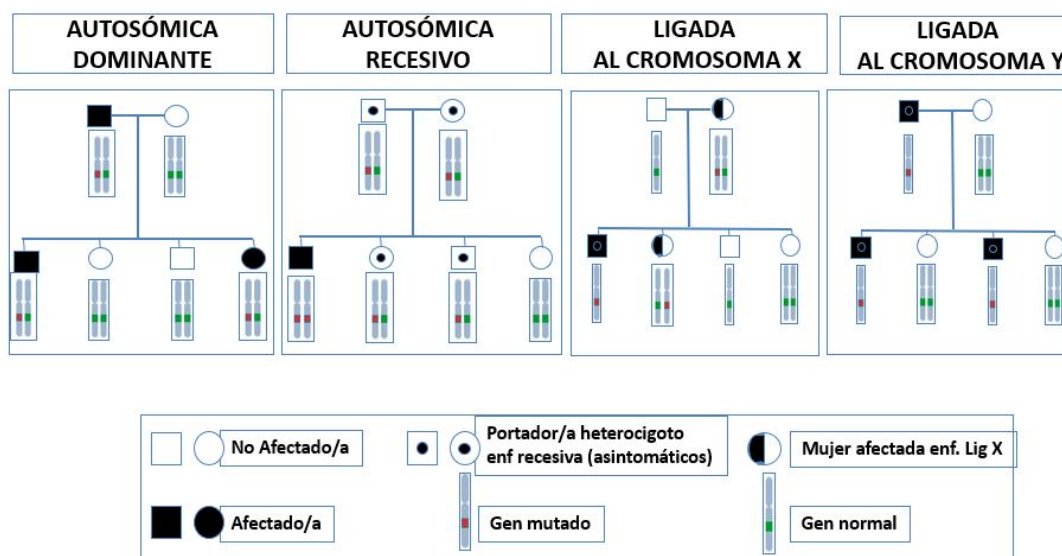 AUTOSÓMICA
DOMINANTE
AUTOSÓMICA
RECESIVO
LIGADA
AL CROMOSOMA X
LIGADA
AL CROMOSOMA Y
No Afectado/a
Portador/a heterocigoto
enf recesiva (asintomáticos)
Mujer afectada enf. Lig X
Afectado/a
Gen mutado
Gen normal